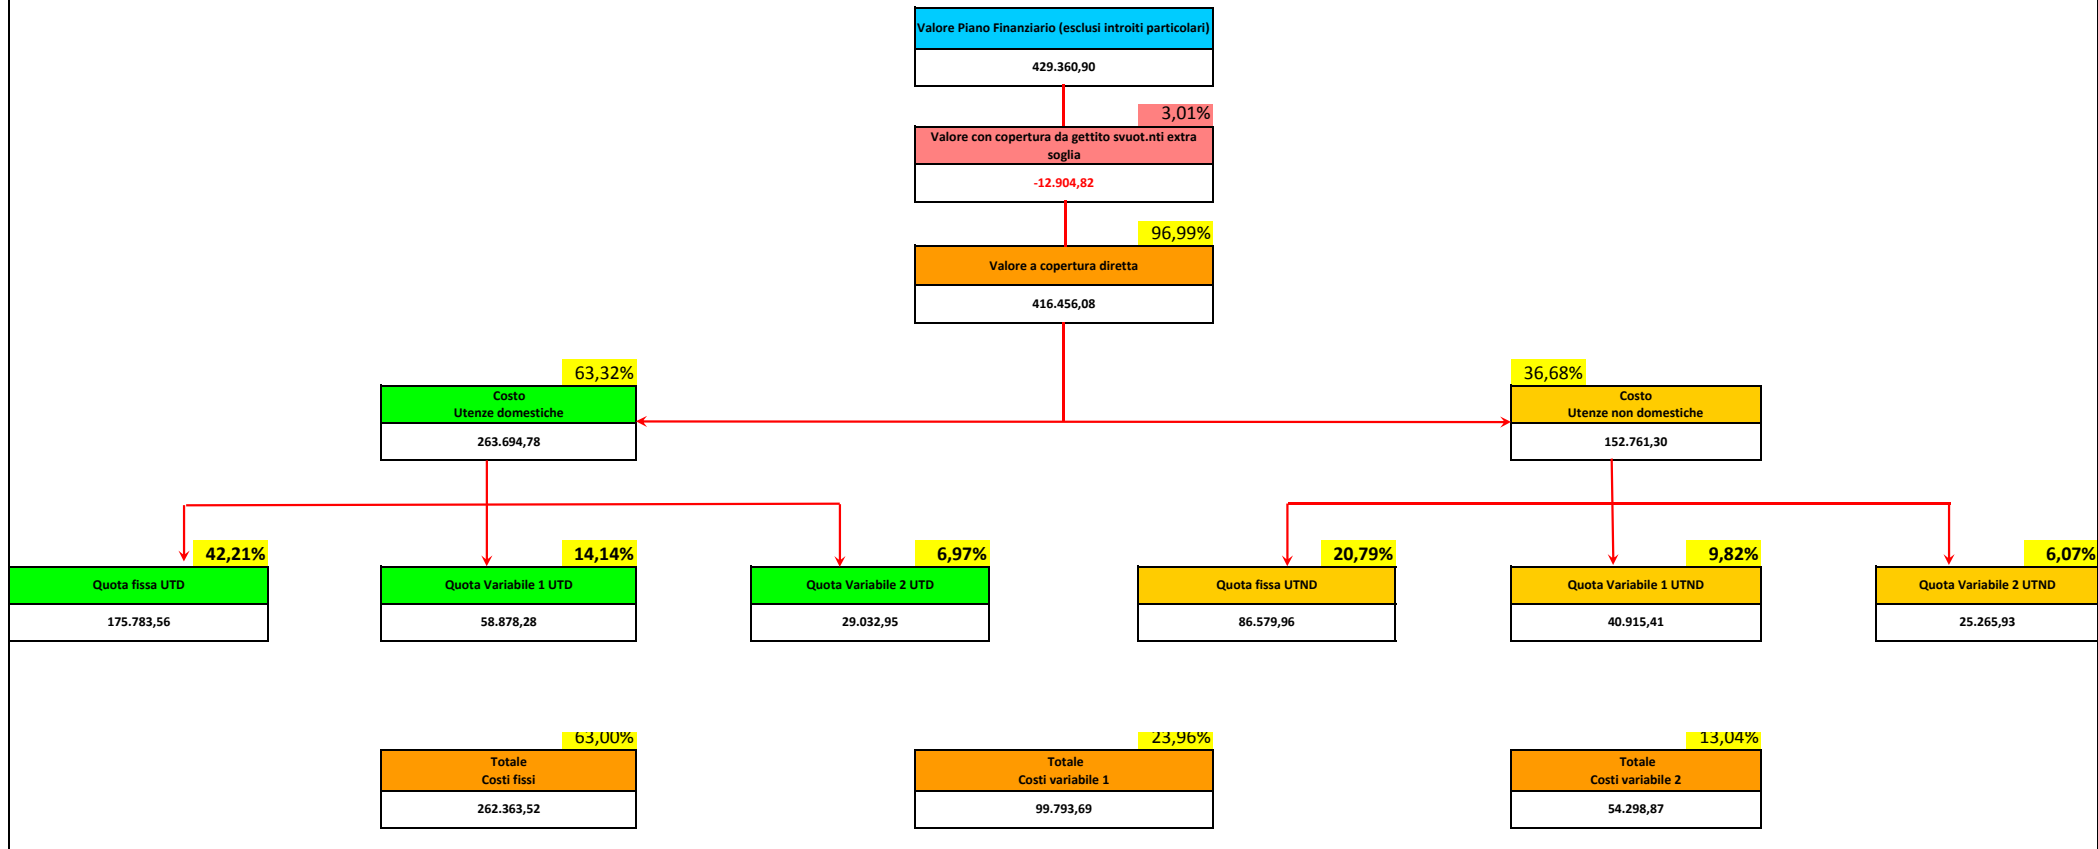 Valore Piano Finanziario (esclusi introiti particolari)
429.360,90
3,01%
Valore con copertura da gettito svuot.nti extra
soglia
-12.904,82
96,99%
Valore a copertura diretta
416.456,08
63,32%
Costo
Utenze domestiche
263.694,78
36,68%
Costo
Utenze non domestiche
152.761,30
42,21%
Quota fissa UTD
175.783,56
14,14%
Quota Variabile 1 UTD
58.878,28
6,97%
Quota Variabile 2 UTD
29.032,95
20,79%
Quota fissa UTND
86.579,96
9,82%
Quota Variabile 1 UTND
40.915,41
6,07%
Quota Variabile 2 UTND
25.265,93
63,00%
Totale
Costi fissi
262.363,52
23,96%
Totale
Costi variabile 1
99.793,69
13,04%
Totale
Costi variabile 2
54.298,87